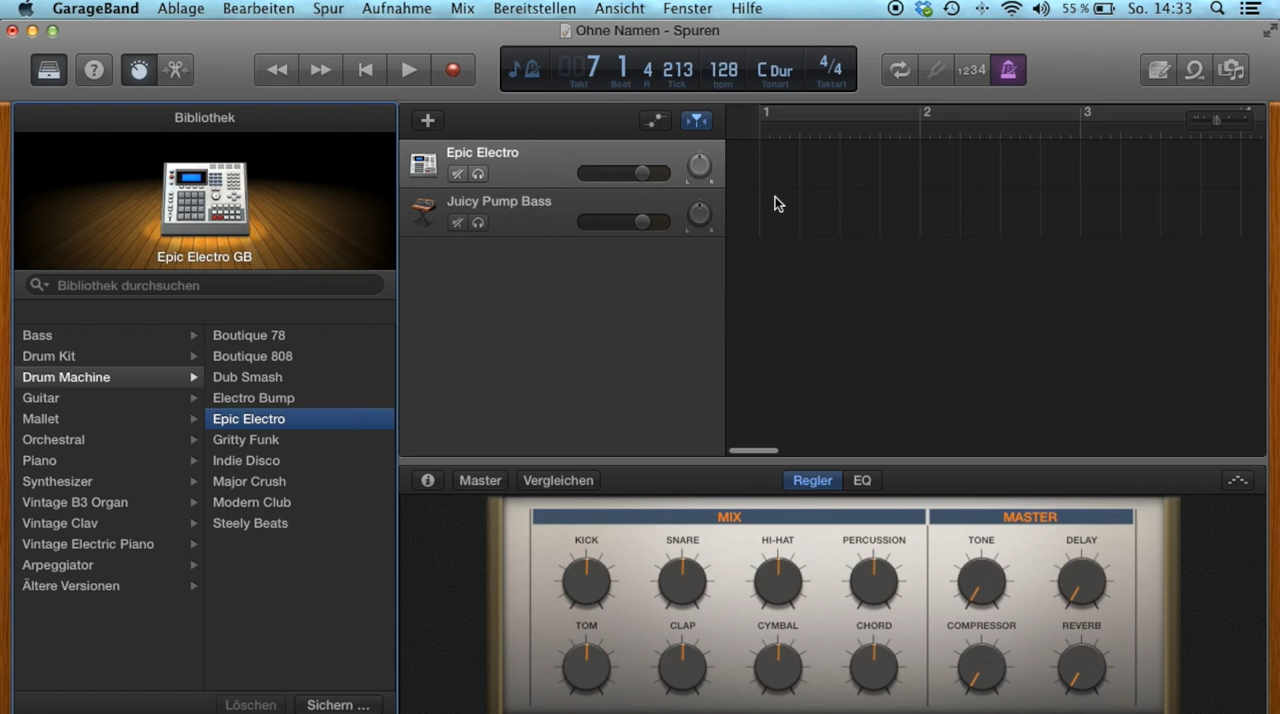 GarageBand Ablage Bearbeiten Spur Aufnahme Mix Bereitstellen Ansicht Fenster Hilfe 55 % So. 14:33
Ohne Namen - Spuren
7 1 4 213 128 C Dur 4/4
Takt Beat R Tick bpm Tonart Taktart
1234
Bibliothek
Epic Electro GB
Bibliothek durchsuchen
Bass
Drum Kit
Drum Machine
Guitar
Mallet
Orchestral
Piano
Synthesizer
Vintage B3 Organ
Vintage Clav
Vintage Electric Piano
Arpeggiator
Ältere Versionen
Boutique 78
Boutique 808
Dub Smash
Electro Bump
Epic Electro
Gritty Funk
Indie Disco
Major Crush
Modern Club
Steely Beats
Löschen Sichern ...
1 2 3
Epic Electro
L R
Juicy Pump Bass
L R
Master Vergleichen Regler EQ
MIX MASTER
KICK SNARE HI-HAT PERCUSSION TONE DELAY
TOM CLAP CYMBAL CHORD COMPRESSOR REVERB